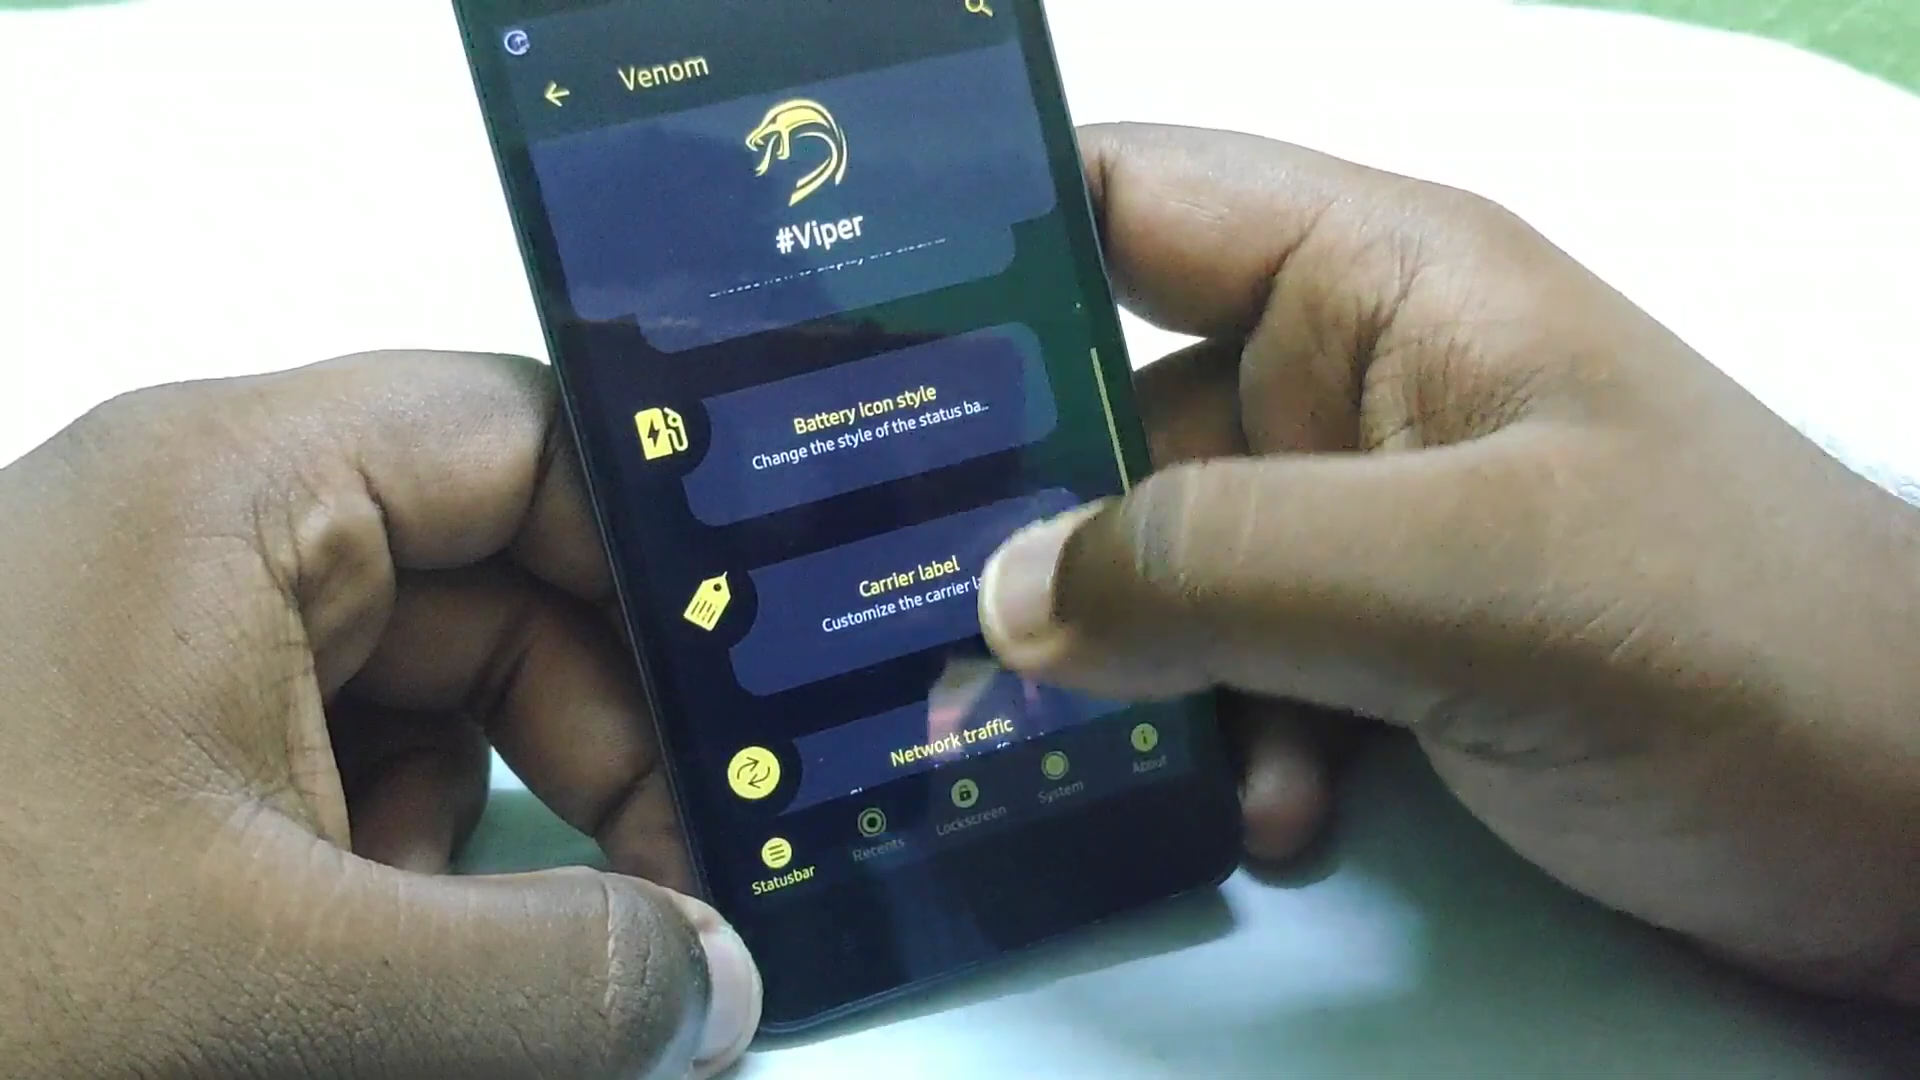 Venom
#Viper
Battery icon style
Change the style of the status ba...
Carrier label
Customize the carrier
Network traffic
Statusbar
Recents
Lockscreen
System
About